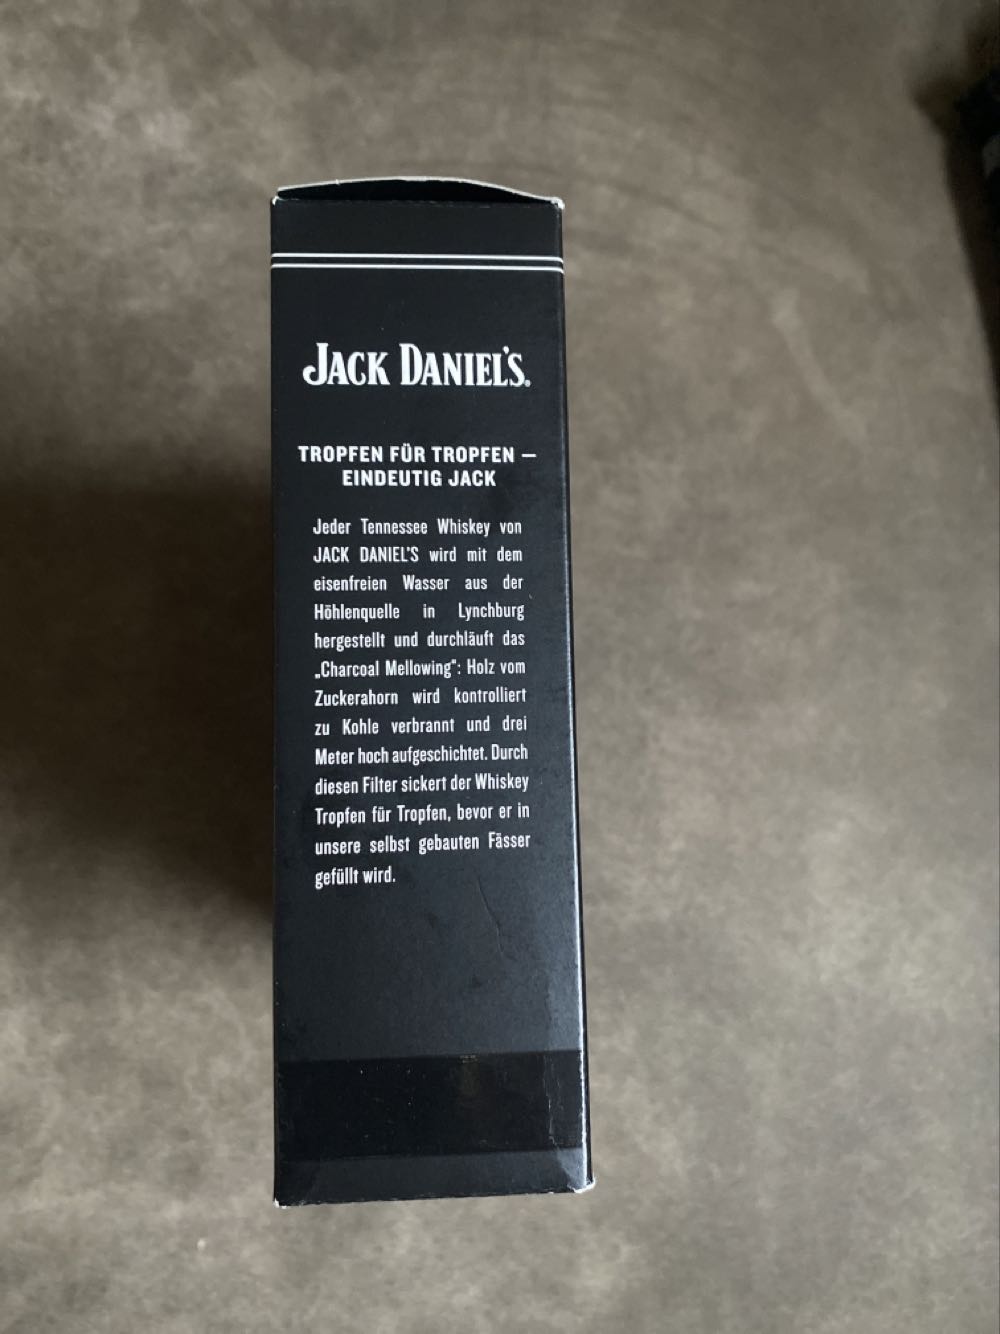 JACK DANIEL'S®
TROPFEN FÜR TROPFEN –
EINDEUTIG JACK
Jeder Tennessee Whiskey von
JACK DANIEL'S wird mit dem
eisenfreien Wasser aus der
Höhlenquelle in Lynchburg
hergestellt und durchläuft das
„Charcoal Mellowing“: Holz vom
Zuckerahorn wird kontrolliert
zu Kohle verbrannt und drei
Meter hoch aufgeschichtet. Durch
diesen Filter sickert der Whiskey
Tropfen für Tropfen, bevor er in
unsere selbst gebauten Fässer
gefüllt wird.